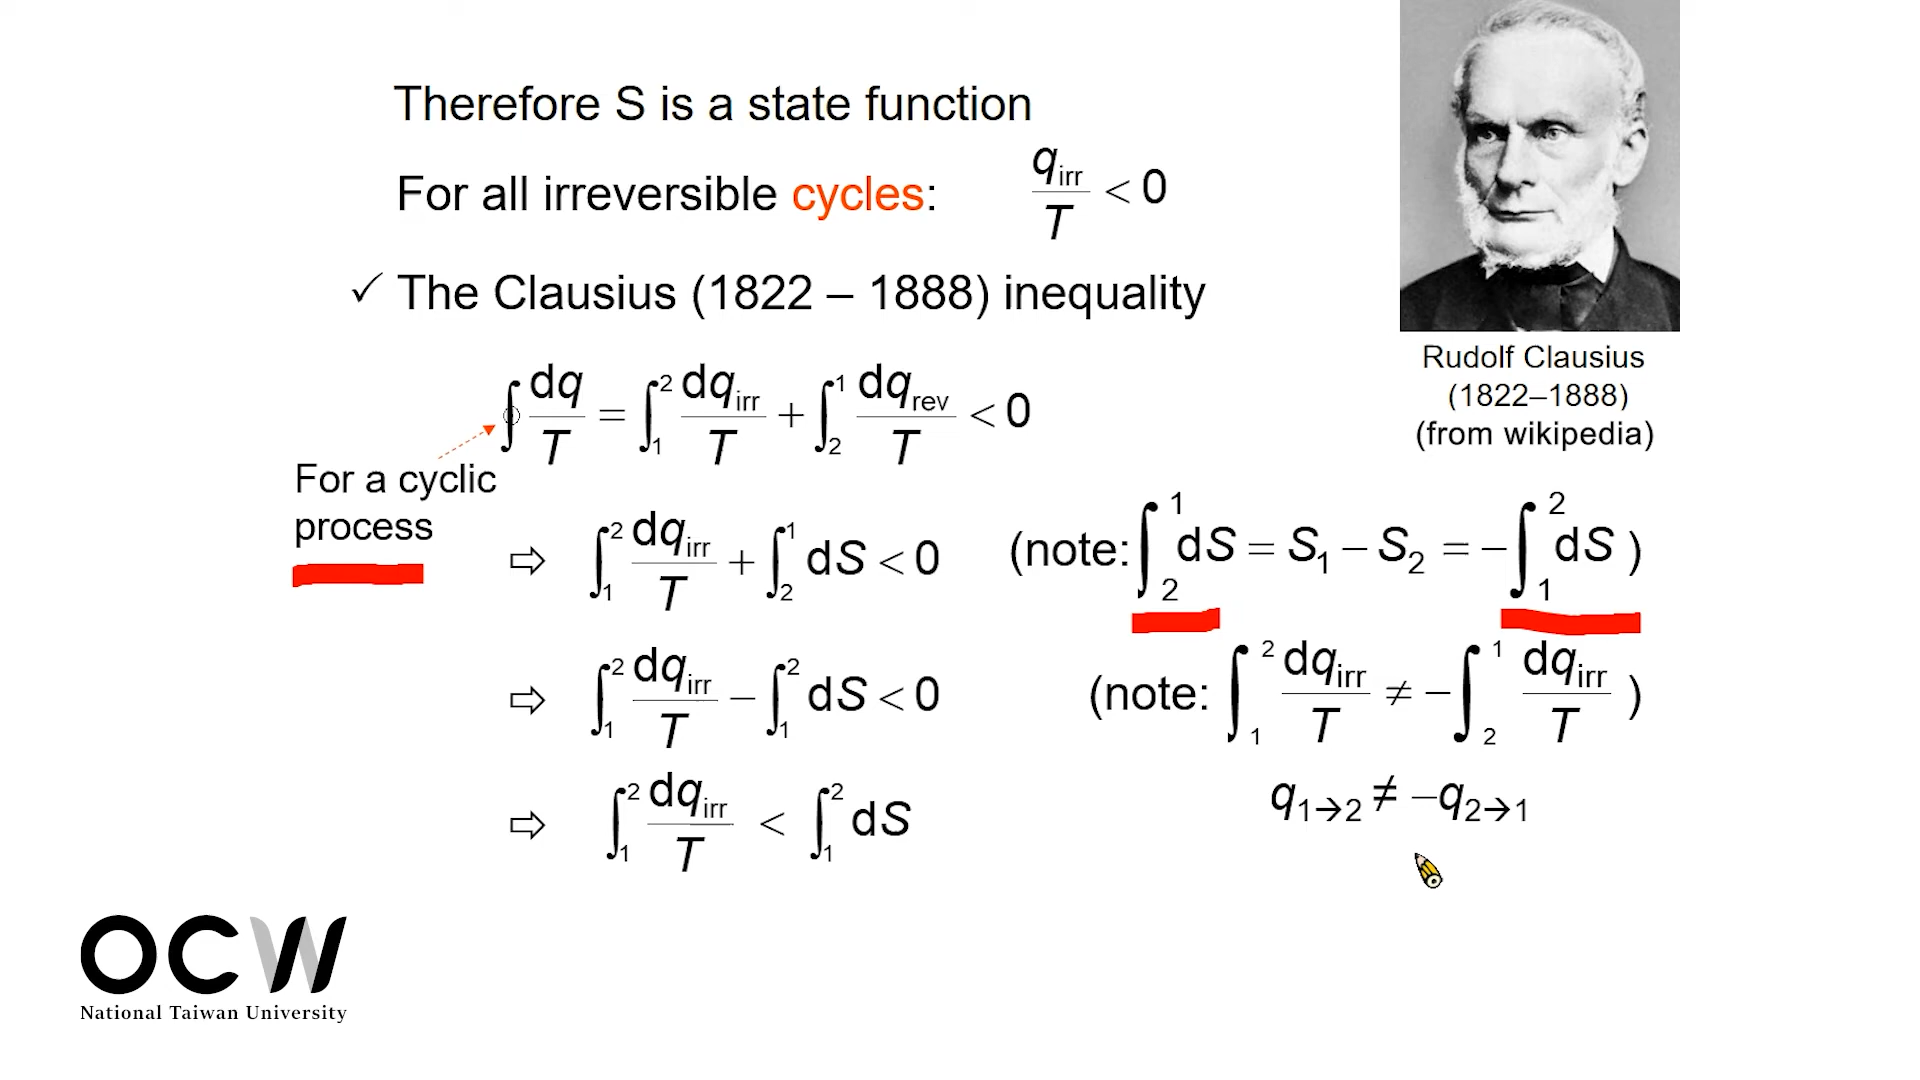 Therefore S is a state function
For all irreversible cycles: q_irr/T < 0
✓ The Clausius (1822 – 1888) inequality
Rudolf Clausius
(1822–1888)
(from wikipedia)
∮ dq/T = ∫₁² dq_irr/T + ∫₂¹ dq_rev/T < 0
For a cyclic
process
⇨ ∫₁² dq_irr/T + ∫₂¹ dS < 0
(note: ∫₂¹ dS = S₁ − S₂ = −∫₁² dS )
⇨ ∫₁² dq_irr/T − ∫₁² dS < 0
(note: ∫₁² dq_irr/T ≠ −∫₂¹ dq_irr/T )
⇨ ∫₁² dq_irr/T < ∫₁² dS
q₁→₂ ≠ −q₂→₁
OCW
National Taiwan University